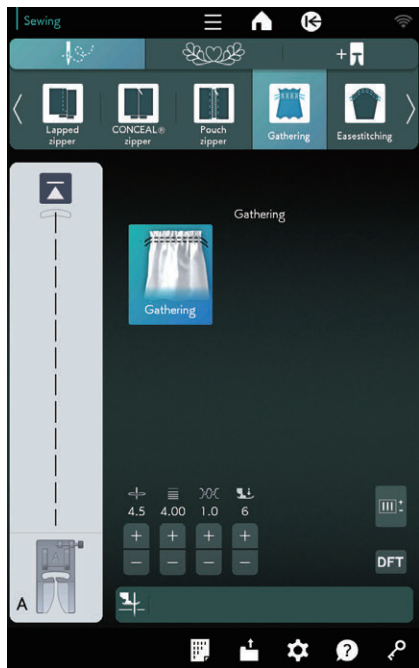 Sewing
Lapped
zipper
CONCEAL®
zipper
Pouch
zipper
Gathering
Easestitching
Gathering
Gathering
4.5 4.00 1.0 6
+ + + +
− − − −
DFT
A